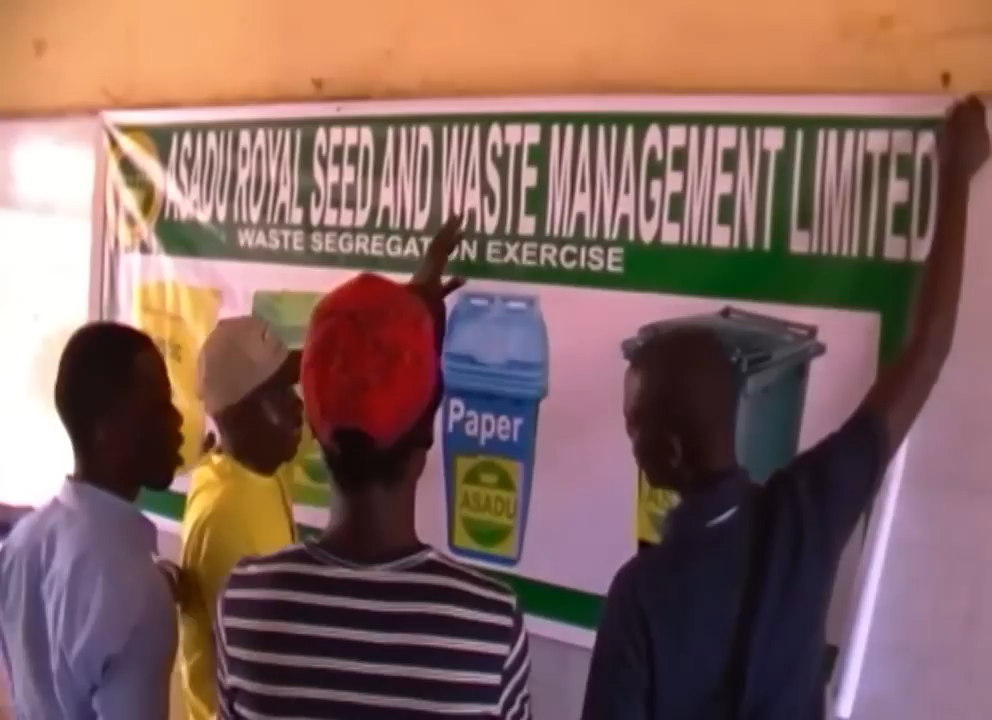 ASADU ROYAL SEED AND WASTE MANAGEMENT LIMITED
WASTE SEGREGATION EXERCISE
Paper
ASADU